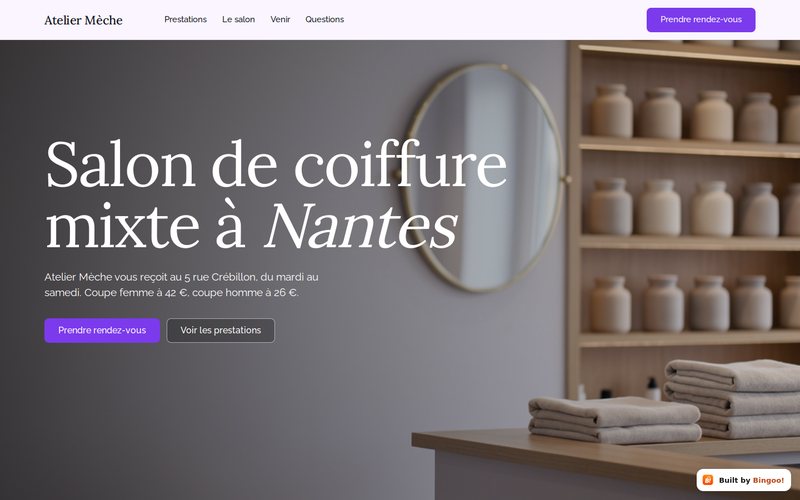 Atelier Mèche
Prestations
Le salon
Venir
Questions
Prendre rendez-vous
Salon de coiffure
mixte à Nantes
Atelier Mèche vous reçoit au 5 rue Crébillon, du mardi au
samedi. Coupe femme à 42 €, coupe homme à 26 €.
Prendre rendez-vous
Voir les prestations
Built by Bingoo!